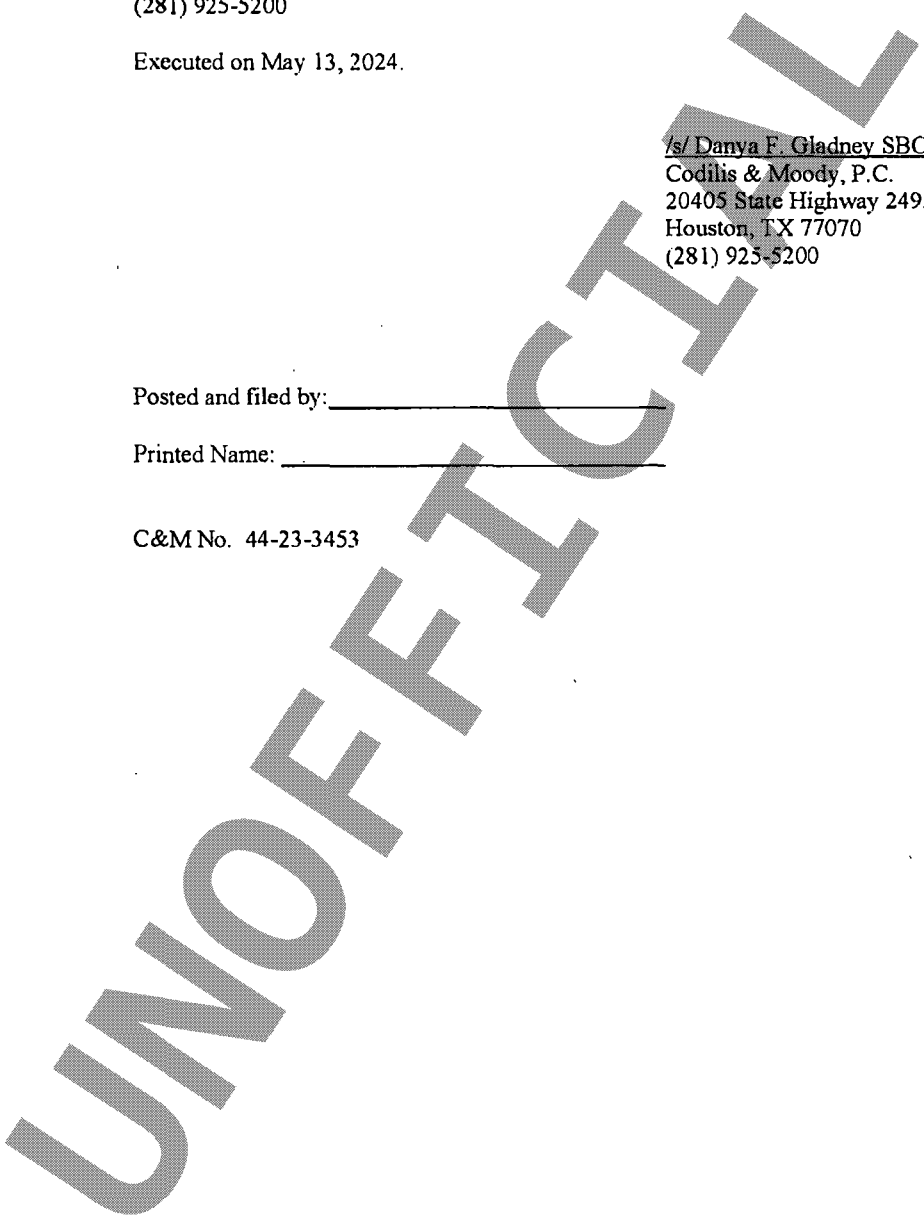 (281) 925-5200
Executed on May 13, 2024.
/s/ Danya F. Gladney SBO
Codilis & Moody, P.C.
20405 State Highway 249
Houston, TX 77070
(281) 925-5200
Posted and filed by:
Printed Name:
C&M No. 44-23-3453
UNOFFICIAL